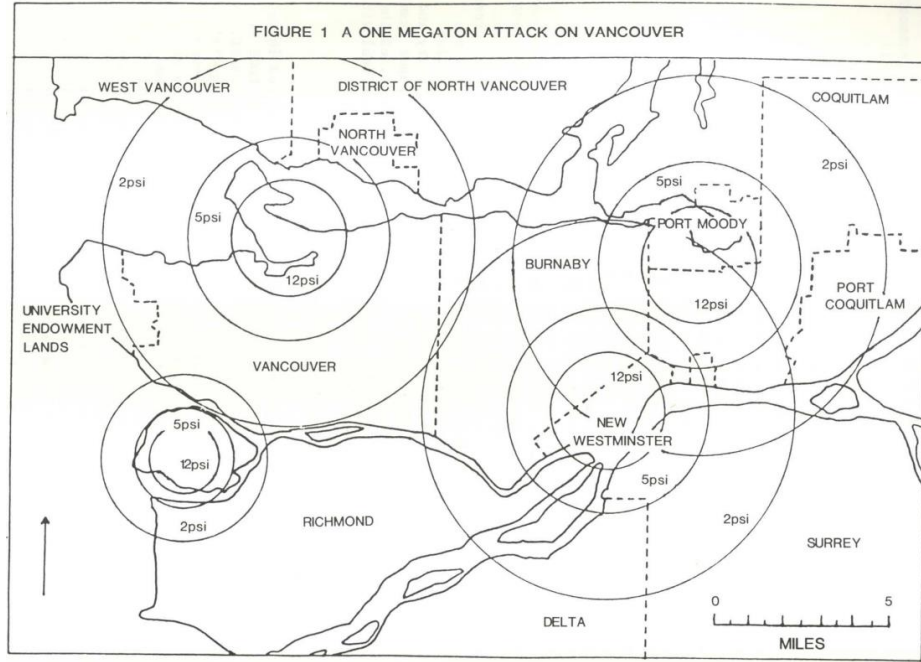 FIGURE 1 A ONE MEGATON ATTACK ON VANCOUVER
WEST VANCOUVER
DISTRICT OF NORTH VANCOUVER
COQUITLAM
NORTH
VANCOUVER
2psi
2psi
5psi
5psi
PORT MOODY
12psi
BURNABY
12psi
PORT
COQUITLAM
UNIVERSITY
ENDOWMENT
LANDS
VANCOUVER
12psi
5psi
NEW
WESTMINSTER
12psi
5psi
2psi
RICHMOND
2psi
SURREY
DELTA
0 5
MILES